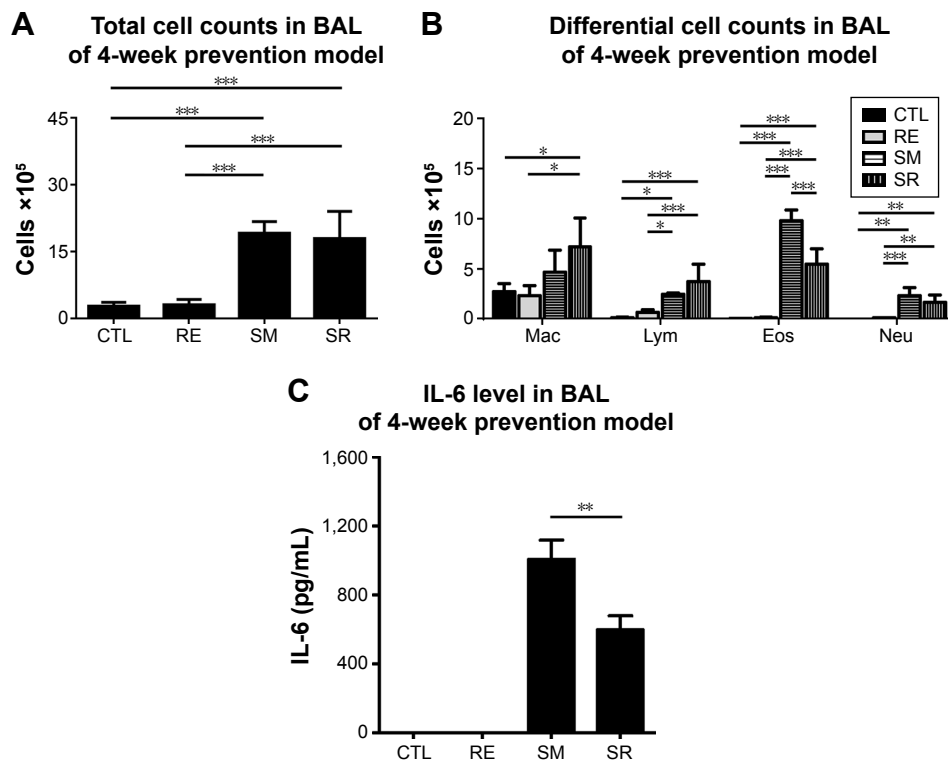 A
Total cell counts in BAL
of 4-week prevention model
***
***
***
***
45
30
15
0
Cells ×10⁵
CTL RE SM SR
B
Differential cell counts in BAL
of 4-week prevention model
CTL
RE
SM
SR
*
*
***
*
***
*
***
***
***
***
***
**
**
**
***
20
15
10
5
0
Cells ×10⁵
Mac Lym Eos Neu
C
IL-6 level in BAL
of 4-week prevention model
**
1,600
1,200
800
400
0
IL-6 (pg/mL)
CTL RE SM SR